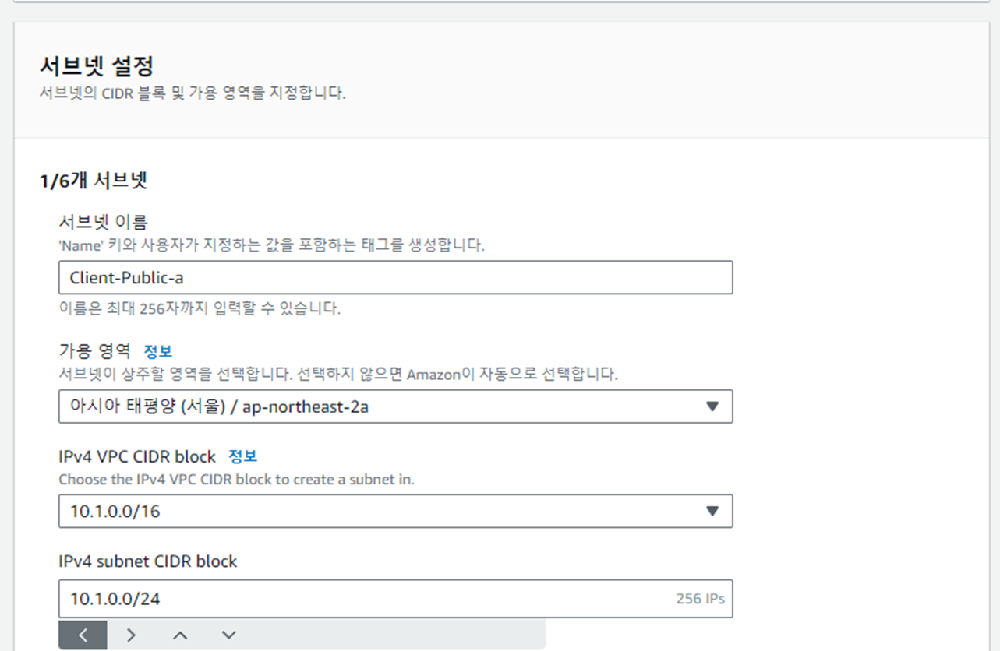 서브넷 설정
서브넷의 CIDR 블록 및 가용 영역을 지정합니다.
1/6개 서브넷
서브넷 이름
'Name' 키와 사용자가 지정하는 값을 포함하는 태그를 생성합니다.
Client-Public-a
이름은 최대 256자까지 입력할 수 있습니다.
가용 영역 정보
서브넷이 상주할 영역을 선택합니다. 선택하지 않으면 Amazon이 자동으로 선택합니다.
아시아 태평양 (서울) / ap-northeast-2a
IPv4 VPC CIDR block 정보
Choose the IPv4 VPC CIDR block to create a subnet in.
10.1.0.0/16
IPv4 subnet CIDR block
10.1.0.0/24 256 IPs